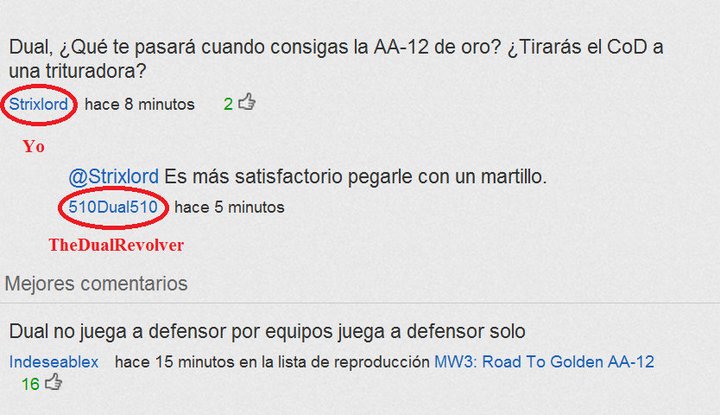 Dual, ¿Qué te pasará cuando consigas la AA-12 de oro? ¿Tirarás el CoD a
una trituradora?
Strixlord hace 8 minutos 2
Yo
@Strixlord Es más satisfactorio pegarle con un martillo.
510Dual510 hace 5 minutos
TheDualRevolver
Mejores comentarios
Dual no juega a defensor por equipos juega a defensor solo
Indeseablex hace 15 minutos en la lista de reproducción MW3: Road To Golden AA-12
16